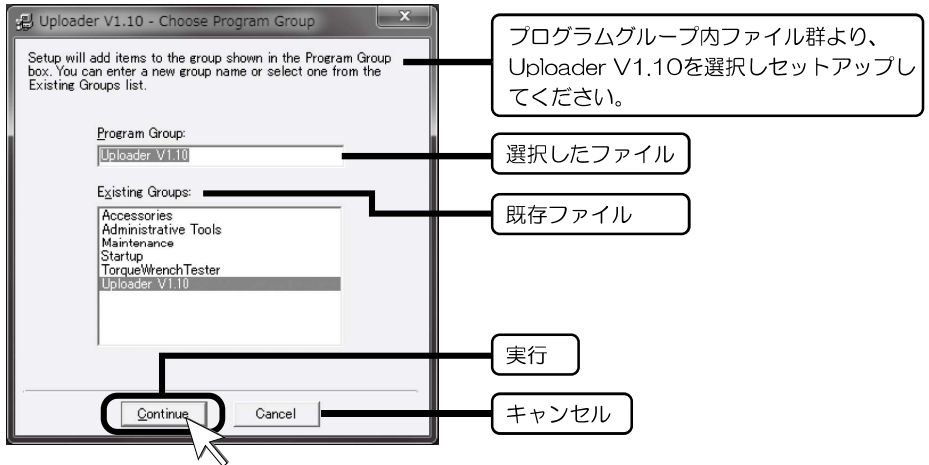 Uploader V1.10 - Choose Program Group
Setup will add items to the group shown in the Program Group
box. You can enter a new group name or select one from the
Existing Groups list.
Program Group:
Uploader V1.10
Existing Groups:
Accessories
Administrative Tools
Maintenance
Startup
TorqueWrenchTester
Uploader V1.10
Continue
Cancel
プログラムグループ内ファイル群より、
Uploader V1.10を選択しセットアップし
てください。
選択したファイル
既存ファイル
実行
キャンセル